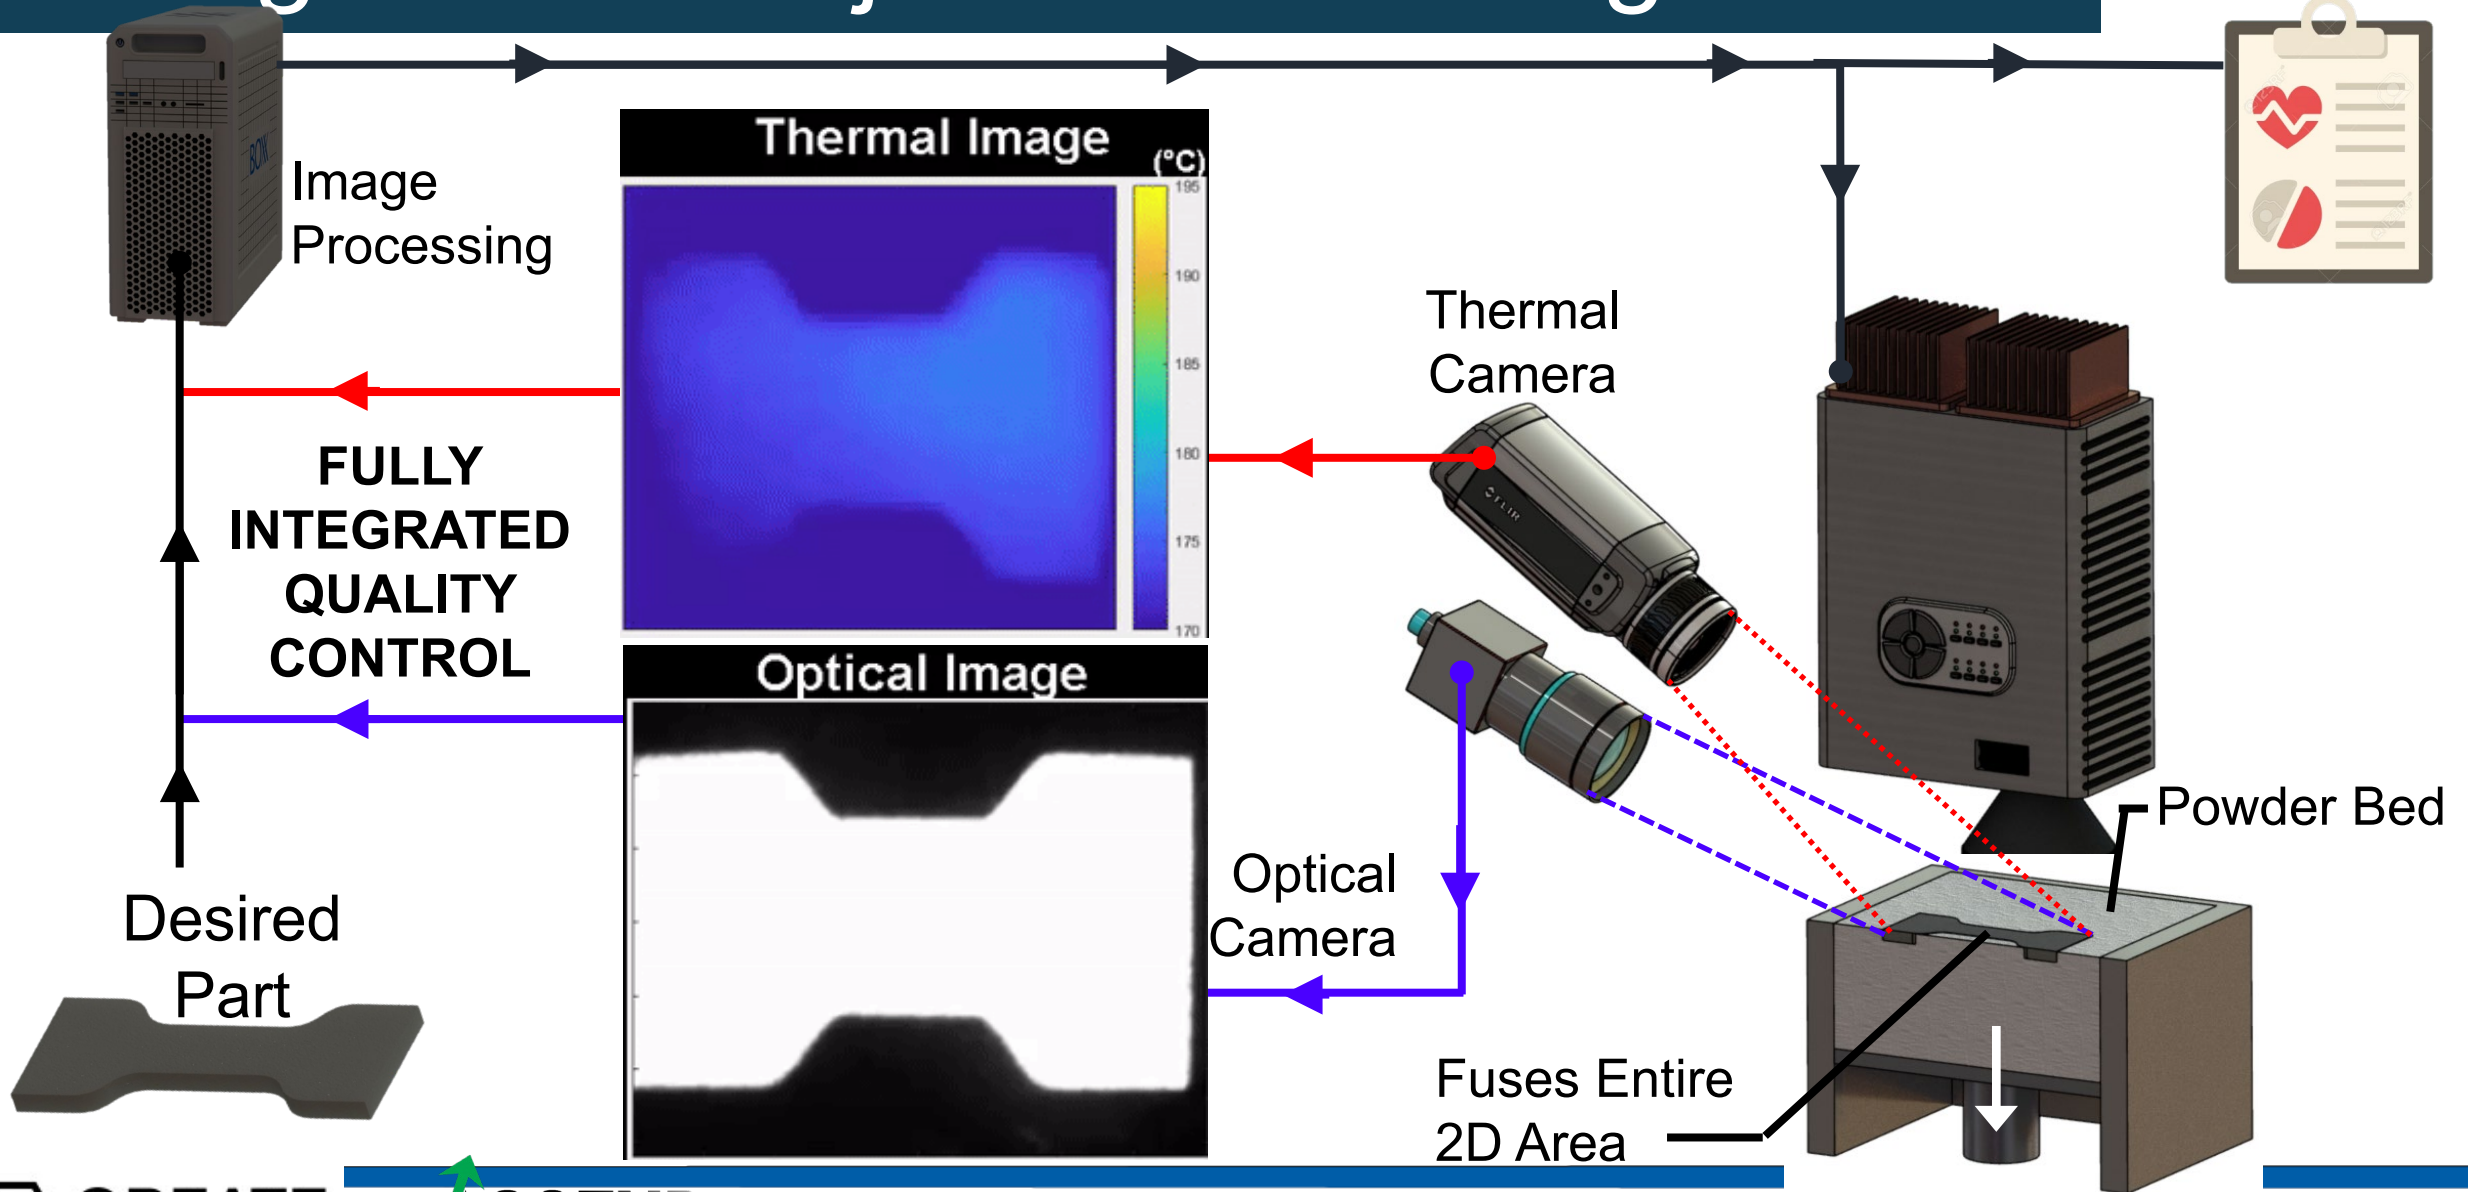 Image
Processing
Thermal Image
(°C)
195
190
185
180
175
170
Thermal
Camera
FLIR
FULLY
INTEGRATED
QUALITY
CONTROL
Optical Image
Powder Bed
Optical
Camera
Desired
Part
Fuses Entire
2D Area